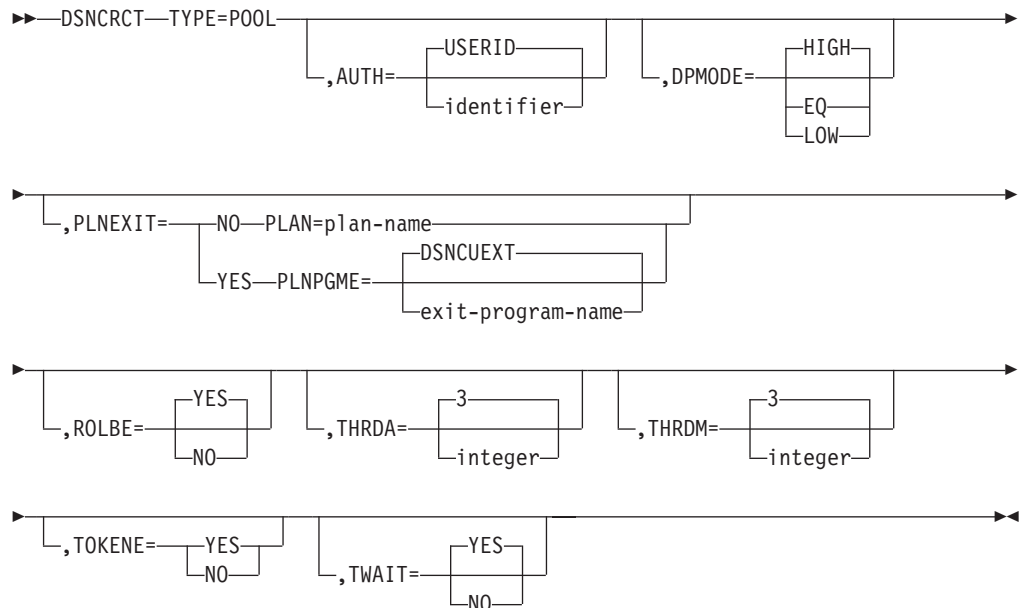 DSNCRCT TYPE=POOL
,AUTH= USERID
identifier
,DPMODE= HIGH
EQ
LOW
,PLNEXIT= NO PLAN=plan-name
YES PLNPGME= DSNCUEXT
exit-program-name
,ROLBE= YES
NO
,THRDA= 3
integer
,THRDM= 3
integer
,TOKENE= YES
NO
,TWAIT= YES
NO